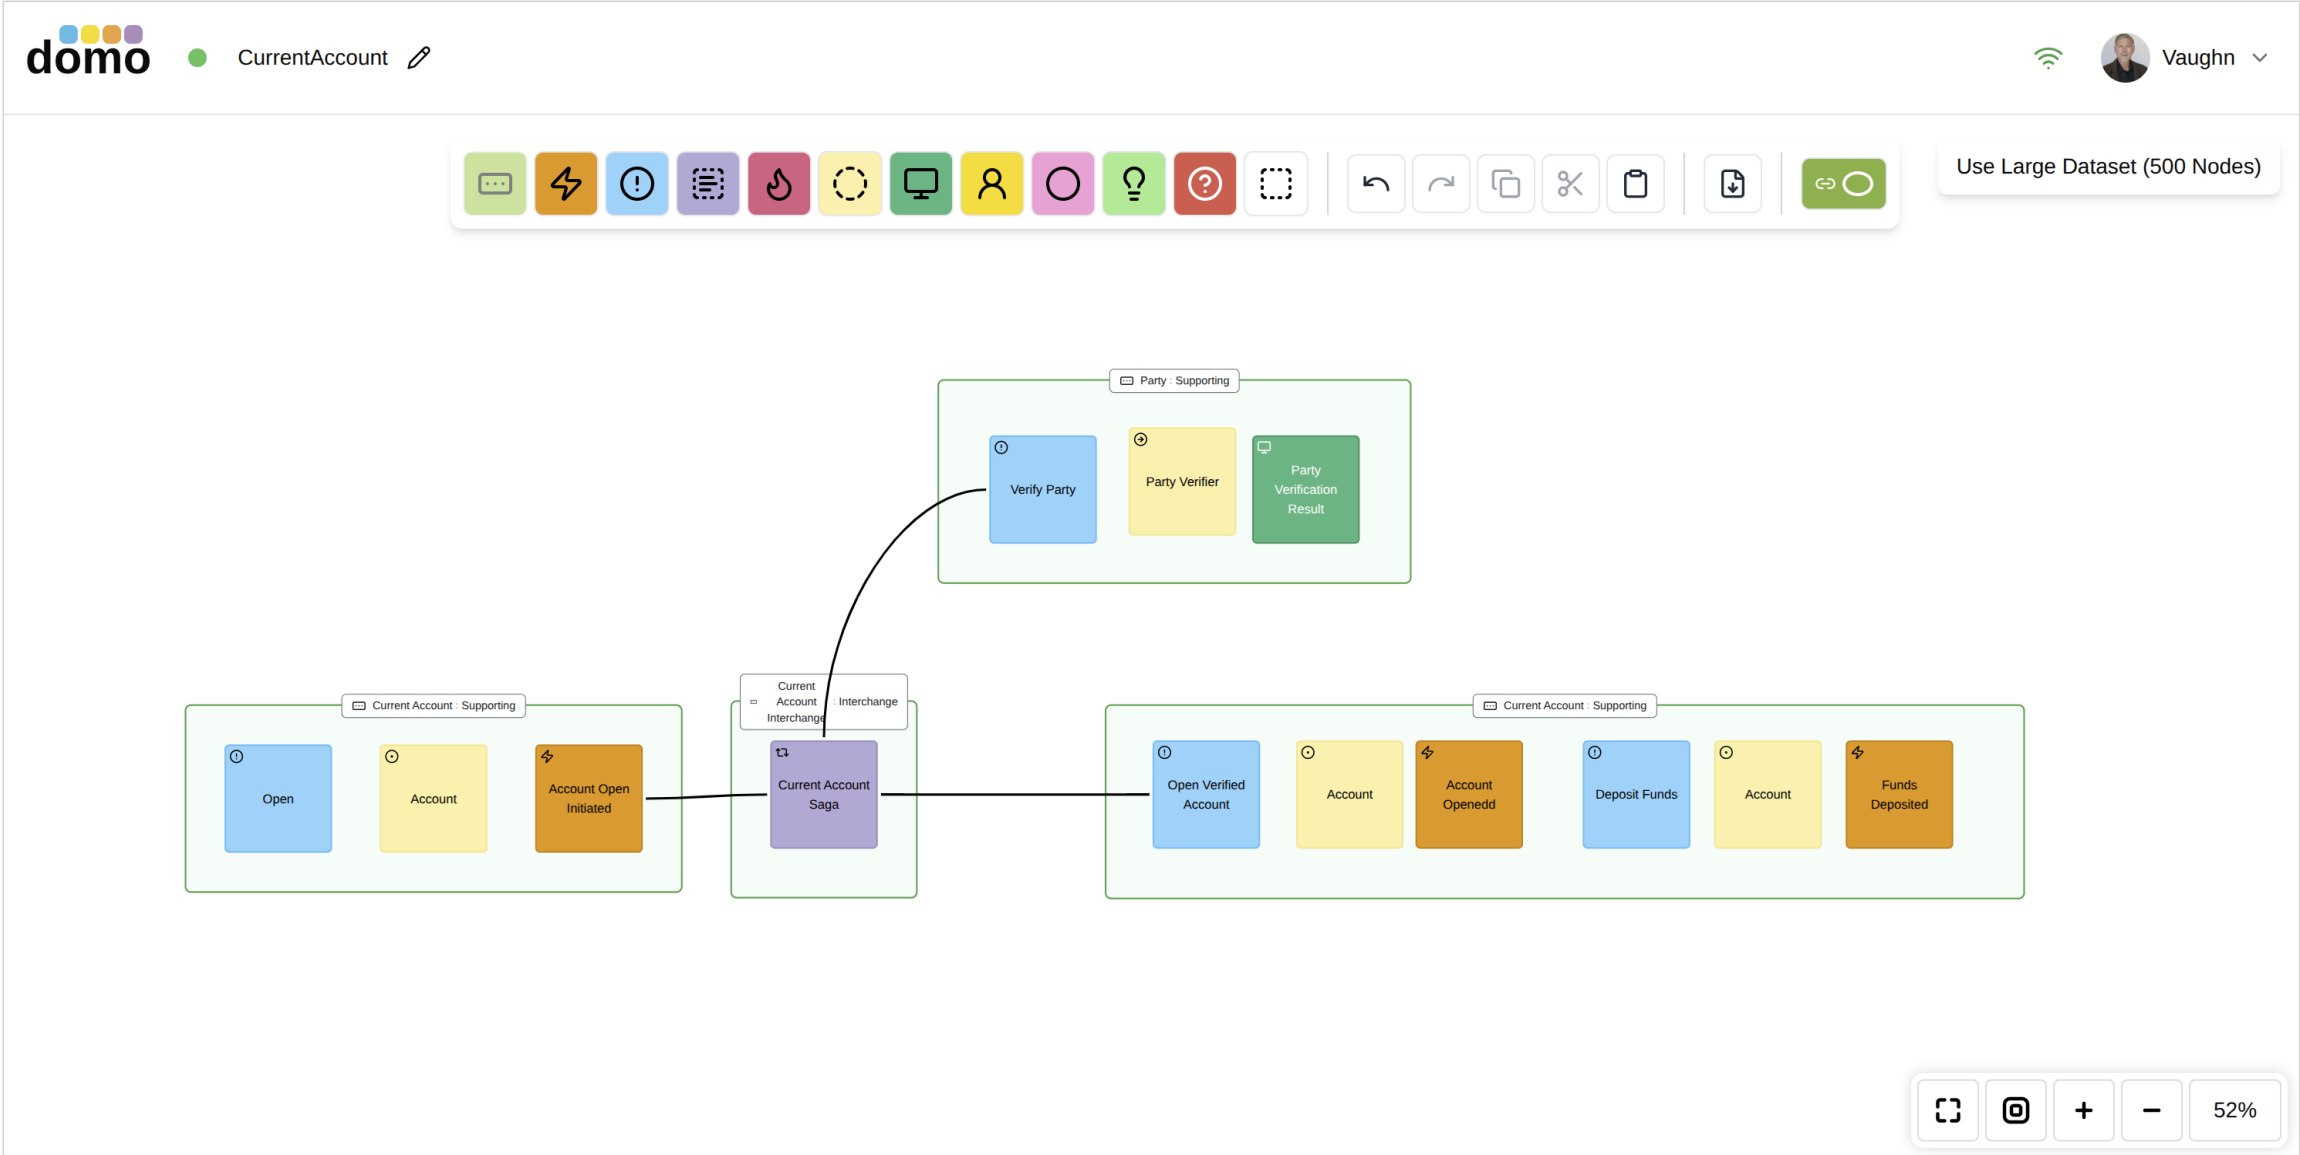 domo
CurrentAccount
Vaughn
Use Large Dataset (500 Nodes)
Party : Supporting
Verify Party
Party Verifier
Party
Verification
Result
Current Account : Supporting
Open
Account
Account Open
Initiated
Current
Account
Interchange
: Interchange
Current Account
Saga
Current Account : Supporting
Open Verified
Account
Account
Account
Openedd
Deposit Funds
Account
Funds
Deposited
52%